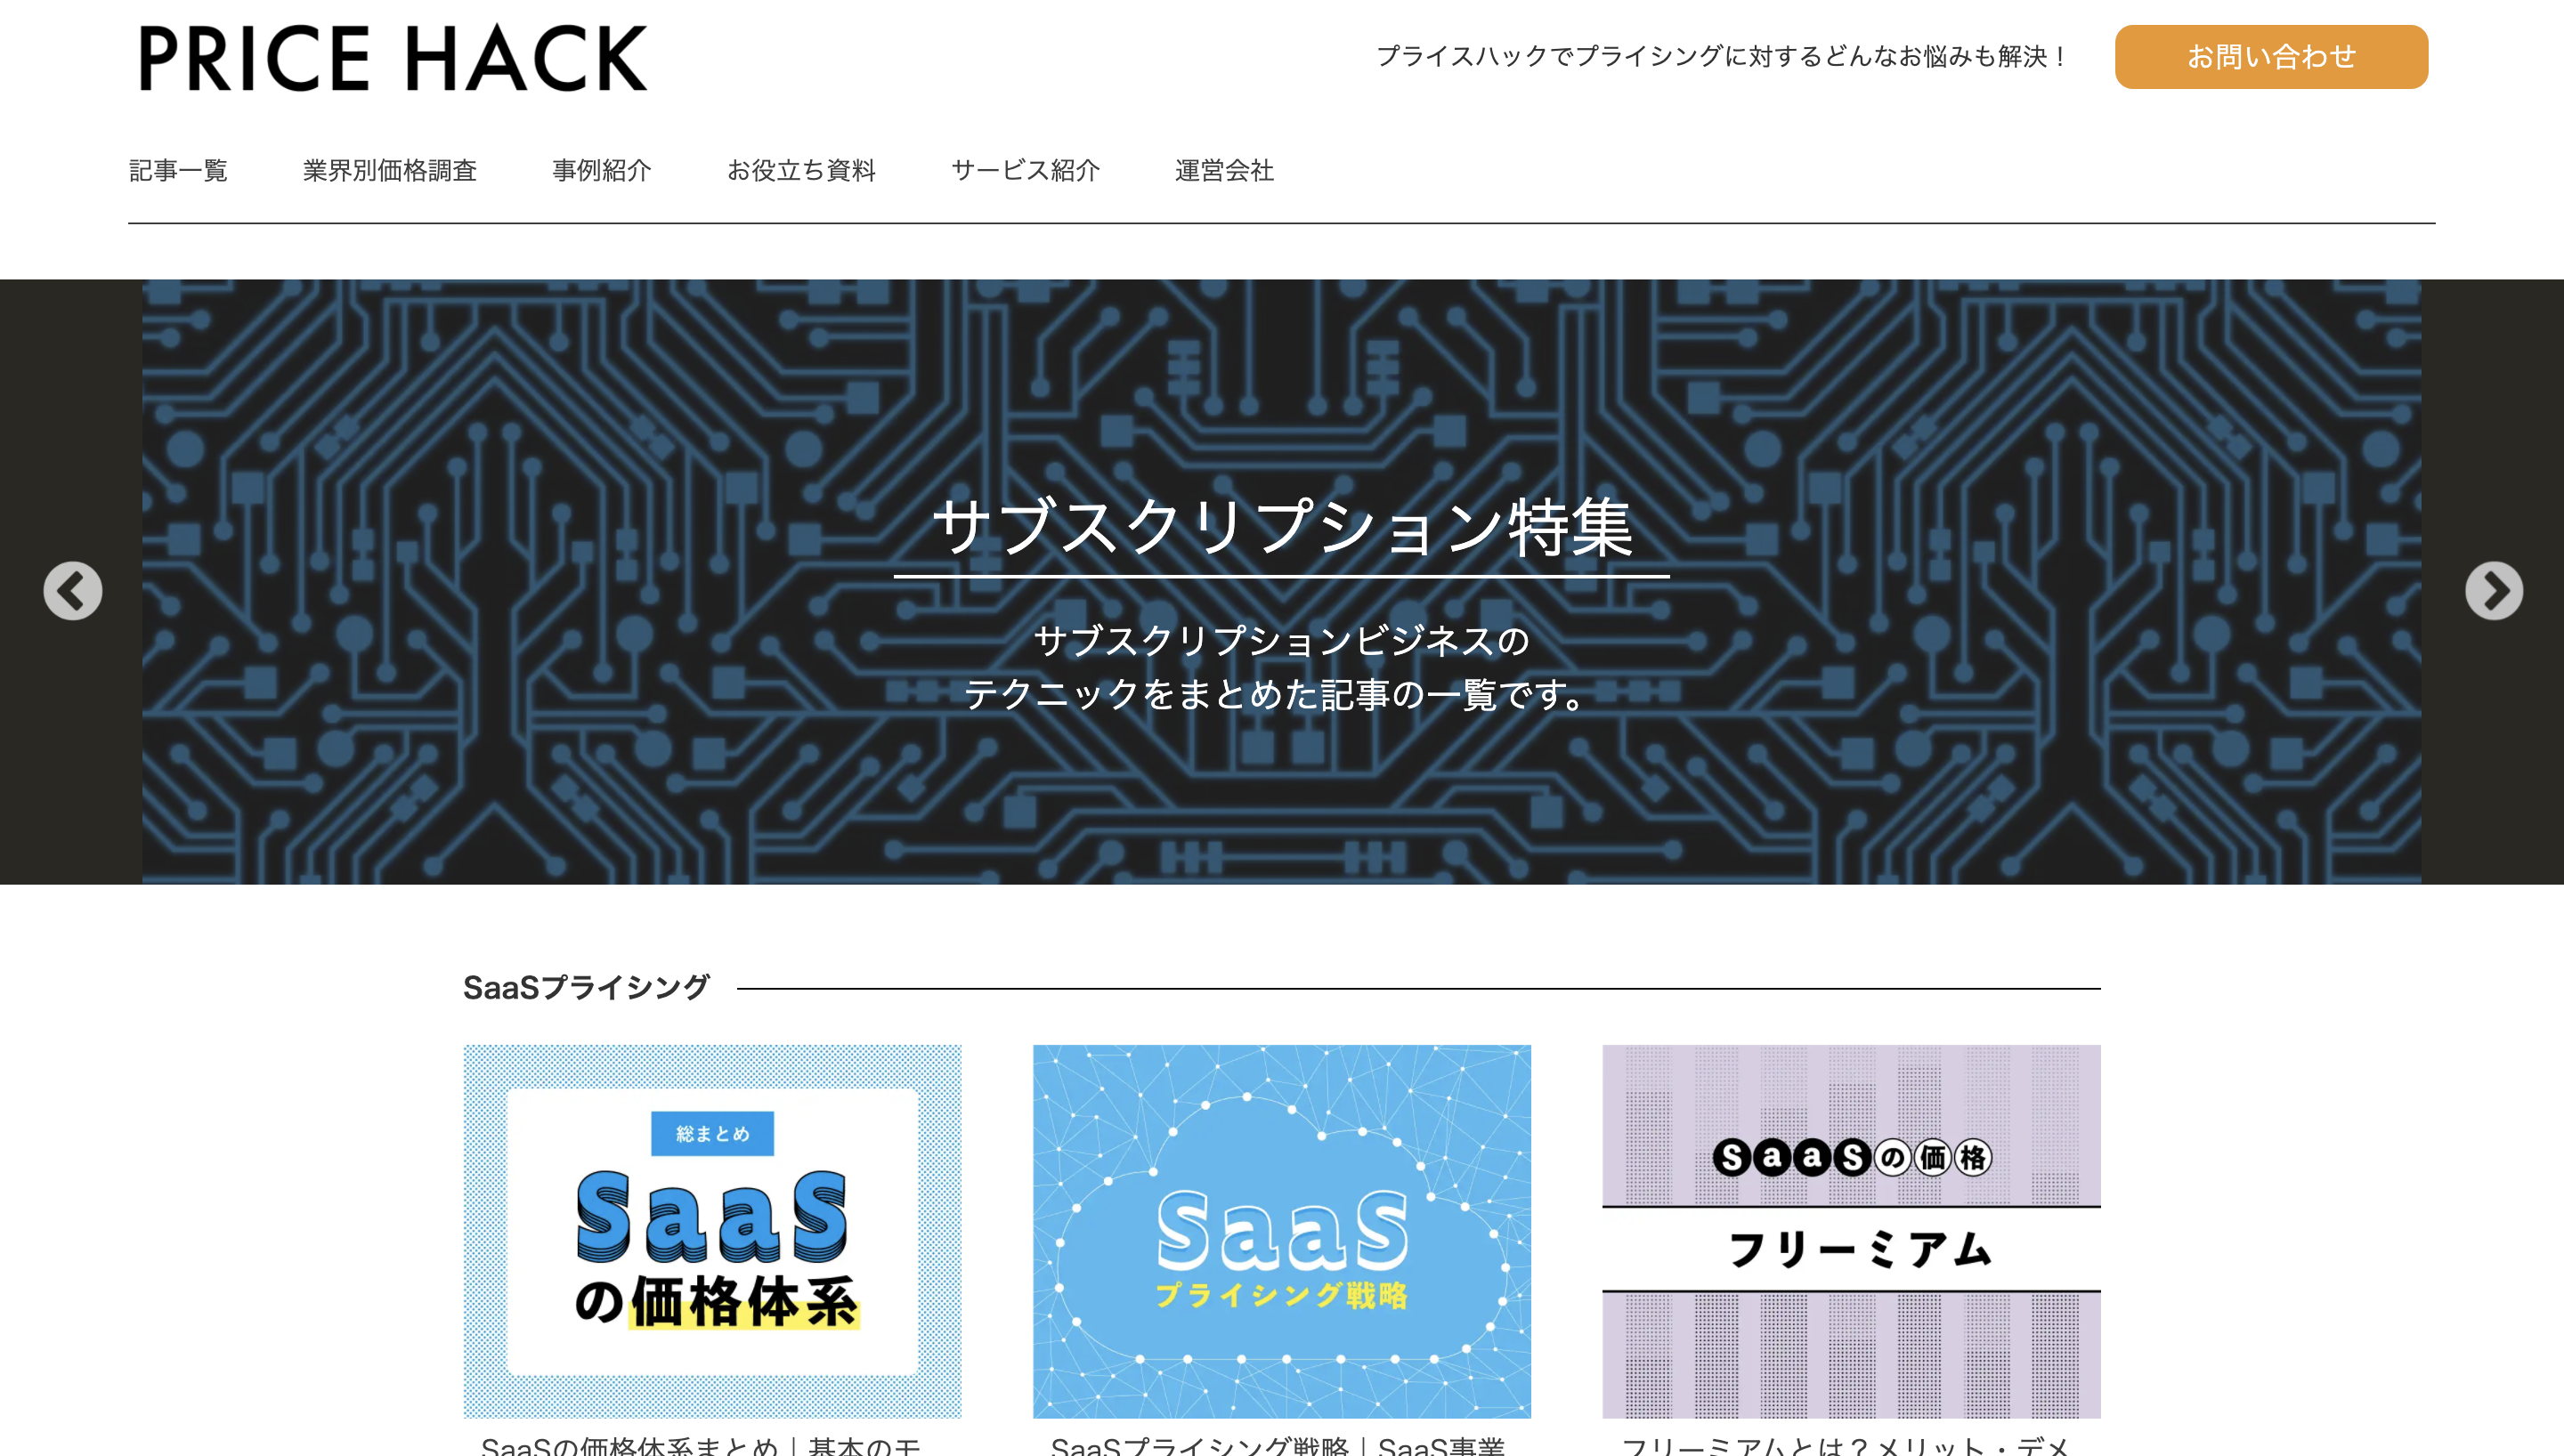 PRICE HACK
プライスハックでプライシングに対するどんなお悩みも解決！
お問い合わせ
記事一覧
業界別価格調査
事例紹介
お役立ち資料
サービス紹介
運営会社
サブスクリプション特集
サブスクリプションビジネスの
テクニックをまとめた記事の一覧です。
SaaSプライシング
総まとめ
SaaS
の価格体系
SaaS
プライシング戦略
SaaSの価格
フリーミアム
SaaSの価格体系まとめ｜基本のモ
SaaSプライシング戦略｜SaaS事業
フリーミアムとは？メリット・デメ